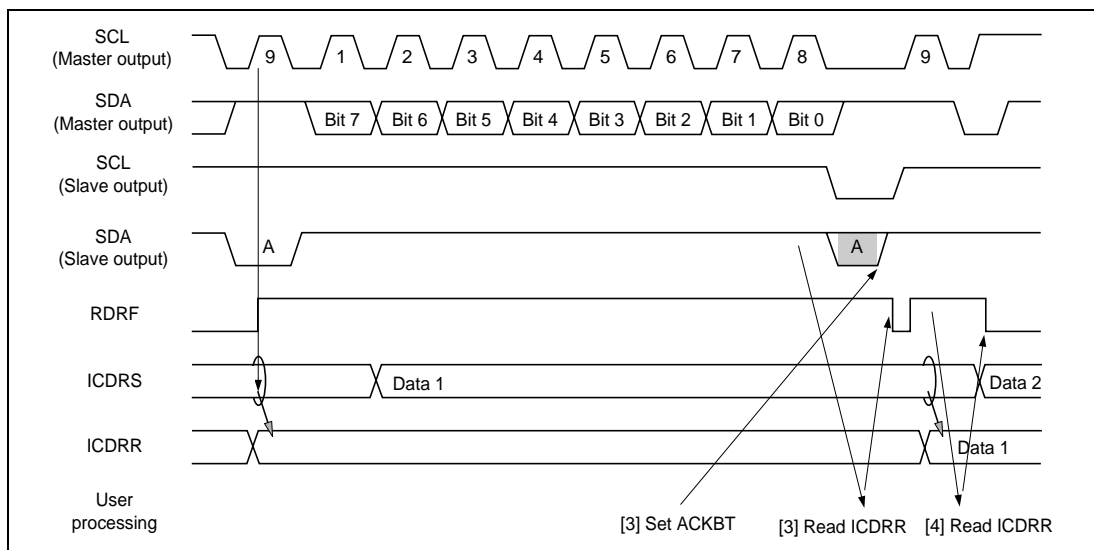 SCL
(Master output)
9 1 2 3 4 5 6 7 8 9
SDA
(Master output)
Bit 7 Bit 6 Bit 5 Bit 4 Bit 3 Bit 2 Bit 1 Bit 0
SCL
(Slave output)
SDA
(Slave output)
A A
RDRF
ICDRS
Data 1 Data 2
ICDRR
Data 1
User
processing
[3] Set ACKBT [3] Read ICDRR [4] Read ICDRR